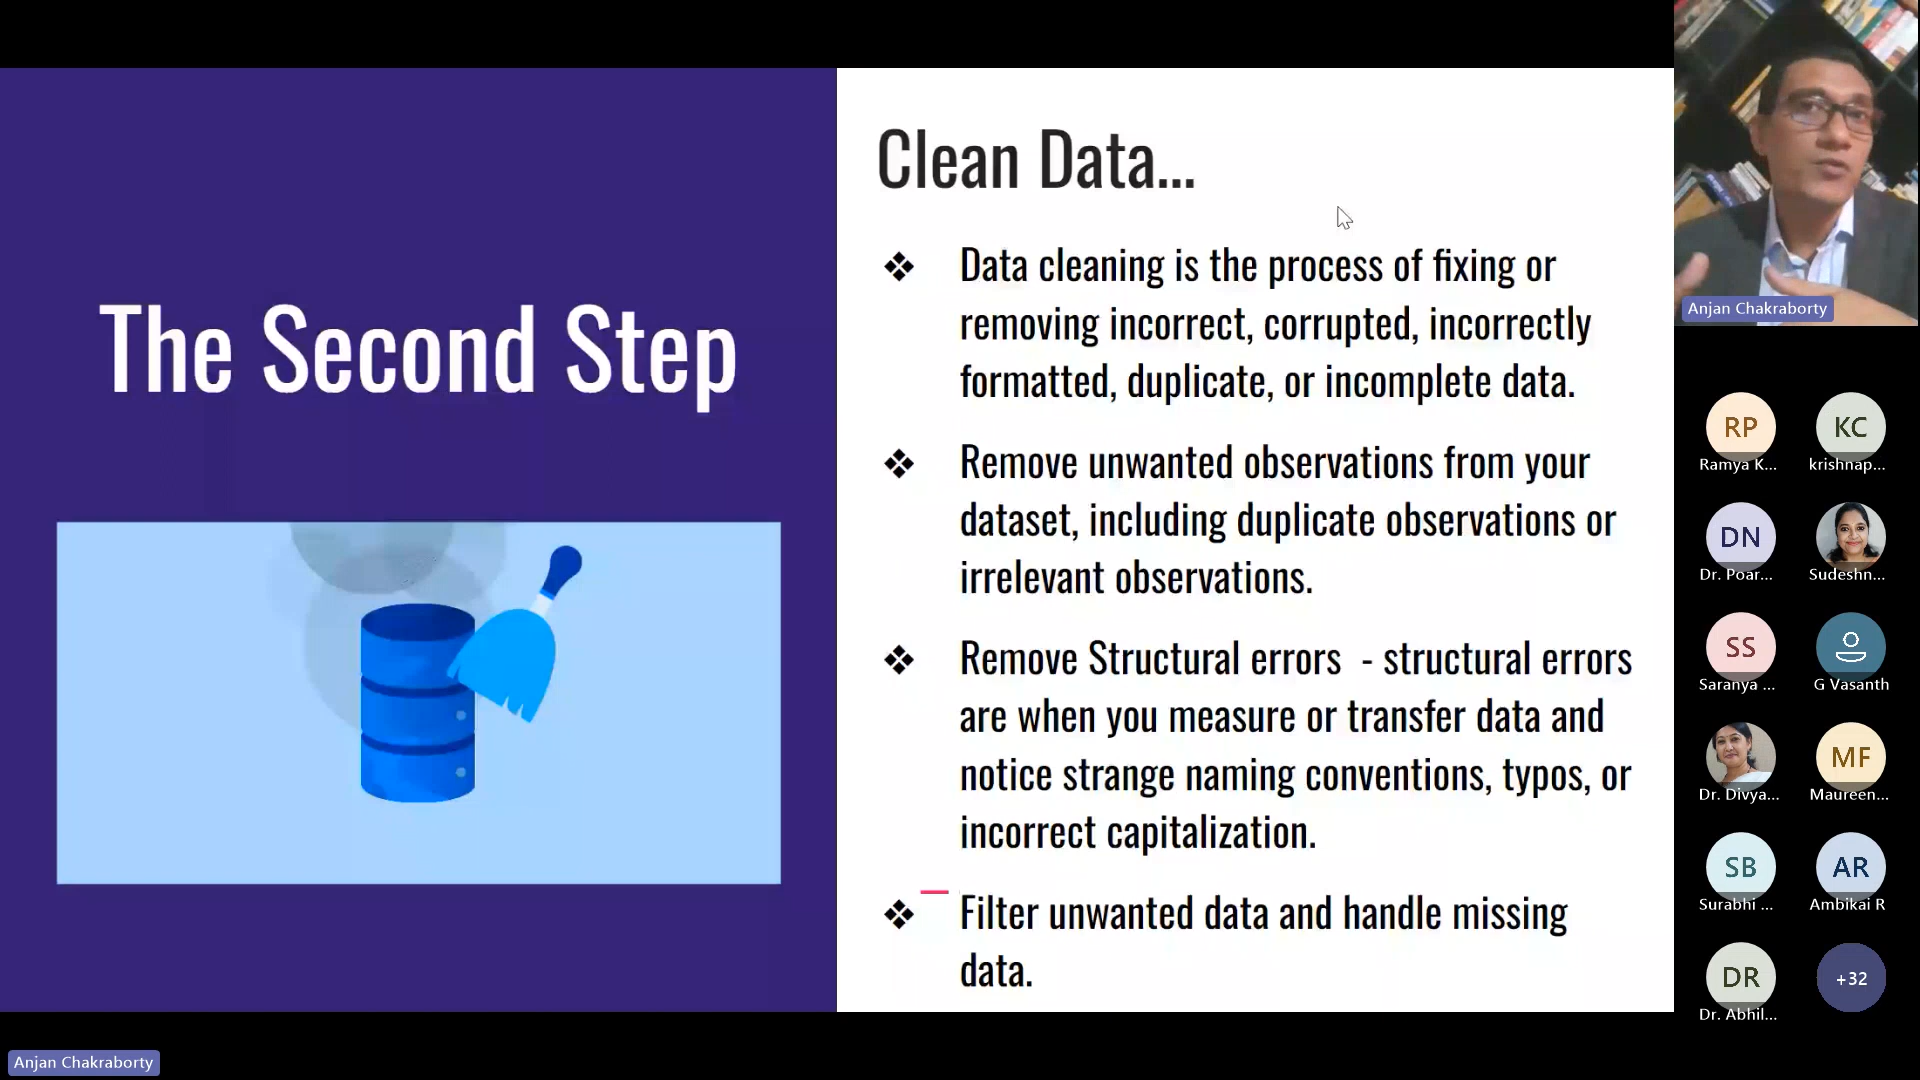 The Second Step
Clean Data...
❖ Data cleaning is the process of fixing or
removing incorrect, corrupted, incorrectly
formatted, duplicate, or incomplete data.
❖ Remove unwanted observations from your
dataset, including duplicate observations or
irrelevant observations.
❖ Remove Structural errors - structural errors
are when you measure or transfer data and
notice strange naming conventions, typos, or
incorrect capitalization.
❖ Filter unwanted data and handle missing
data.
Anjan Chakraborty
RP
Ramya K...
KC
krishnap...
DN
Dr. Poar...
Sudeshn...
SS
Saranya ...
G Vasanth
Dr. Divya...
MF
Maureen...
SB
Surabhi ...
AR
Ambikai R
DR
Dr. Abhil...
+32
Anjan Chakraborty